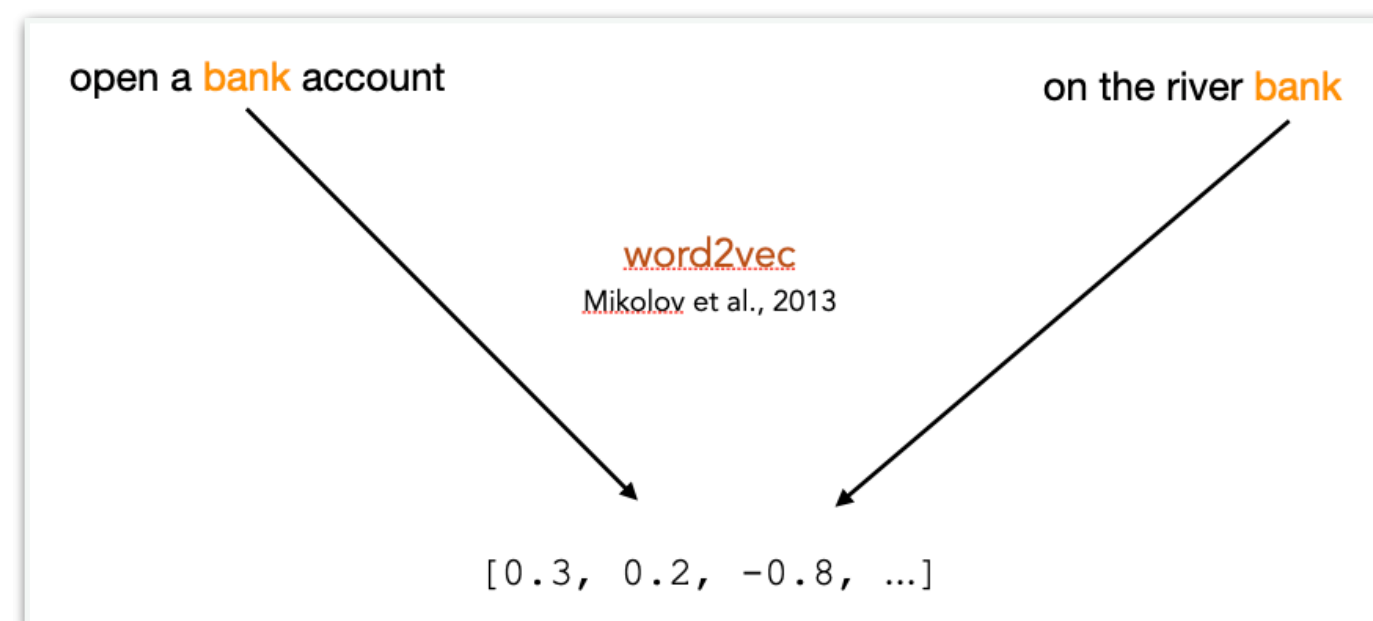 open a bank account
on the river bank
word2vec
Mikolov et al., 2013
[0.3, 0.2, -0.8, …]